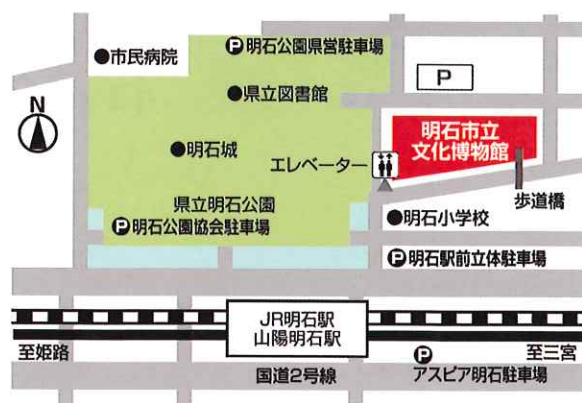 市民病院
P明石公園県営駐車場
P
N
県立図書館
明石市立
文化博物館
明石城
エレベーター
歩道橋
県立明石公園
P明石公園協会駐車場
明石小学校
P明石駅前立体駐車場
JR明石駅
山陽明石駅
至姫路
至三宮
国道2号線
P
アスピア明石駐車場